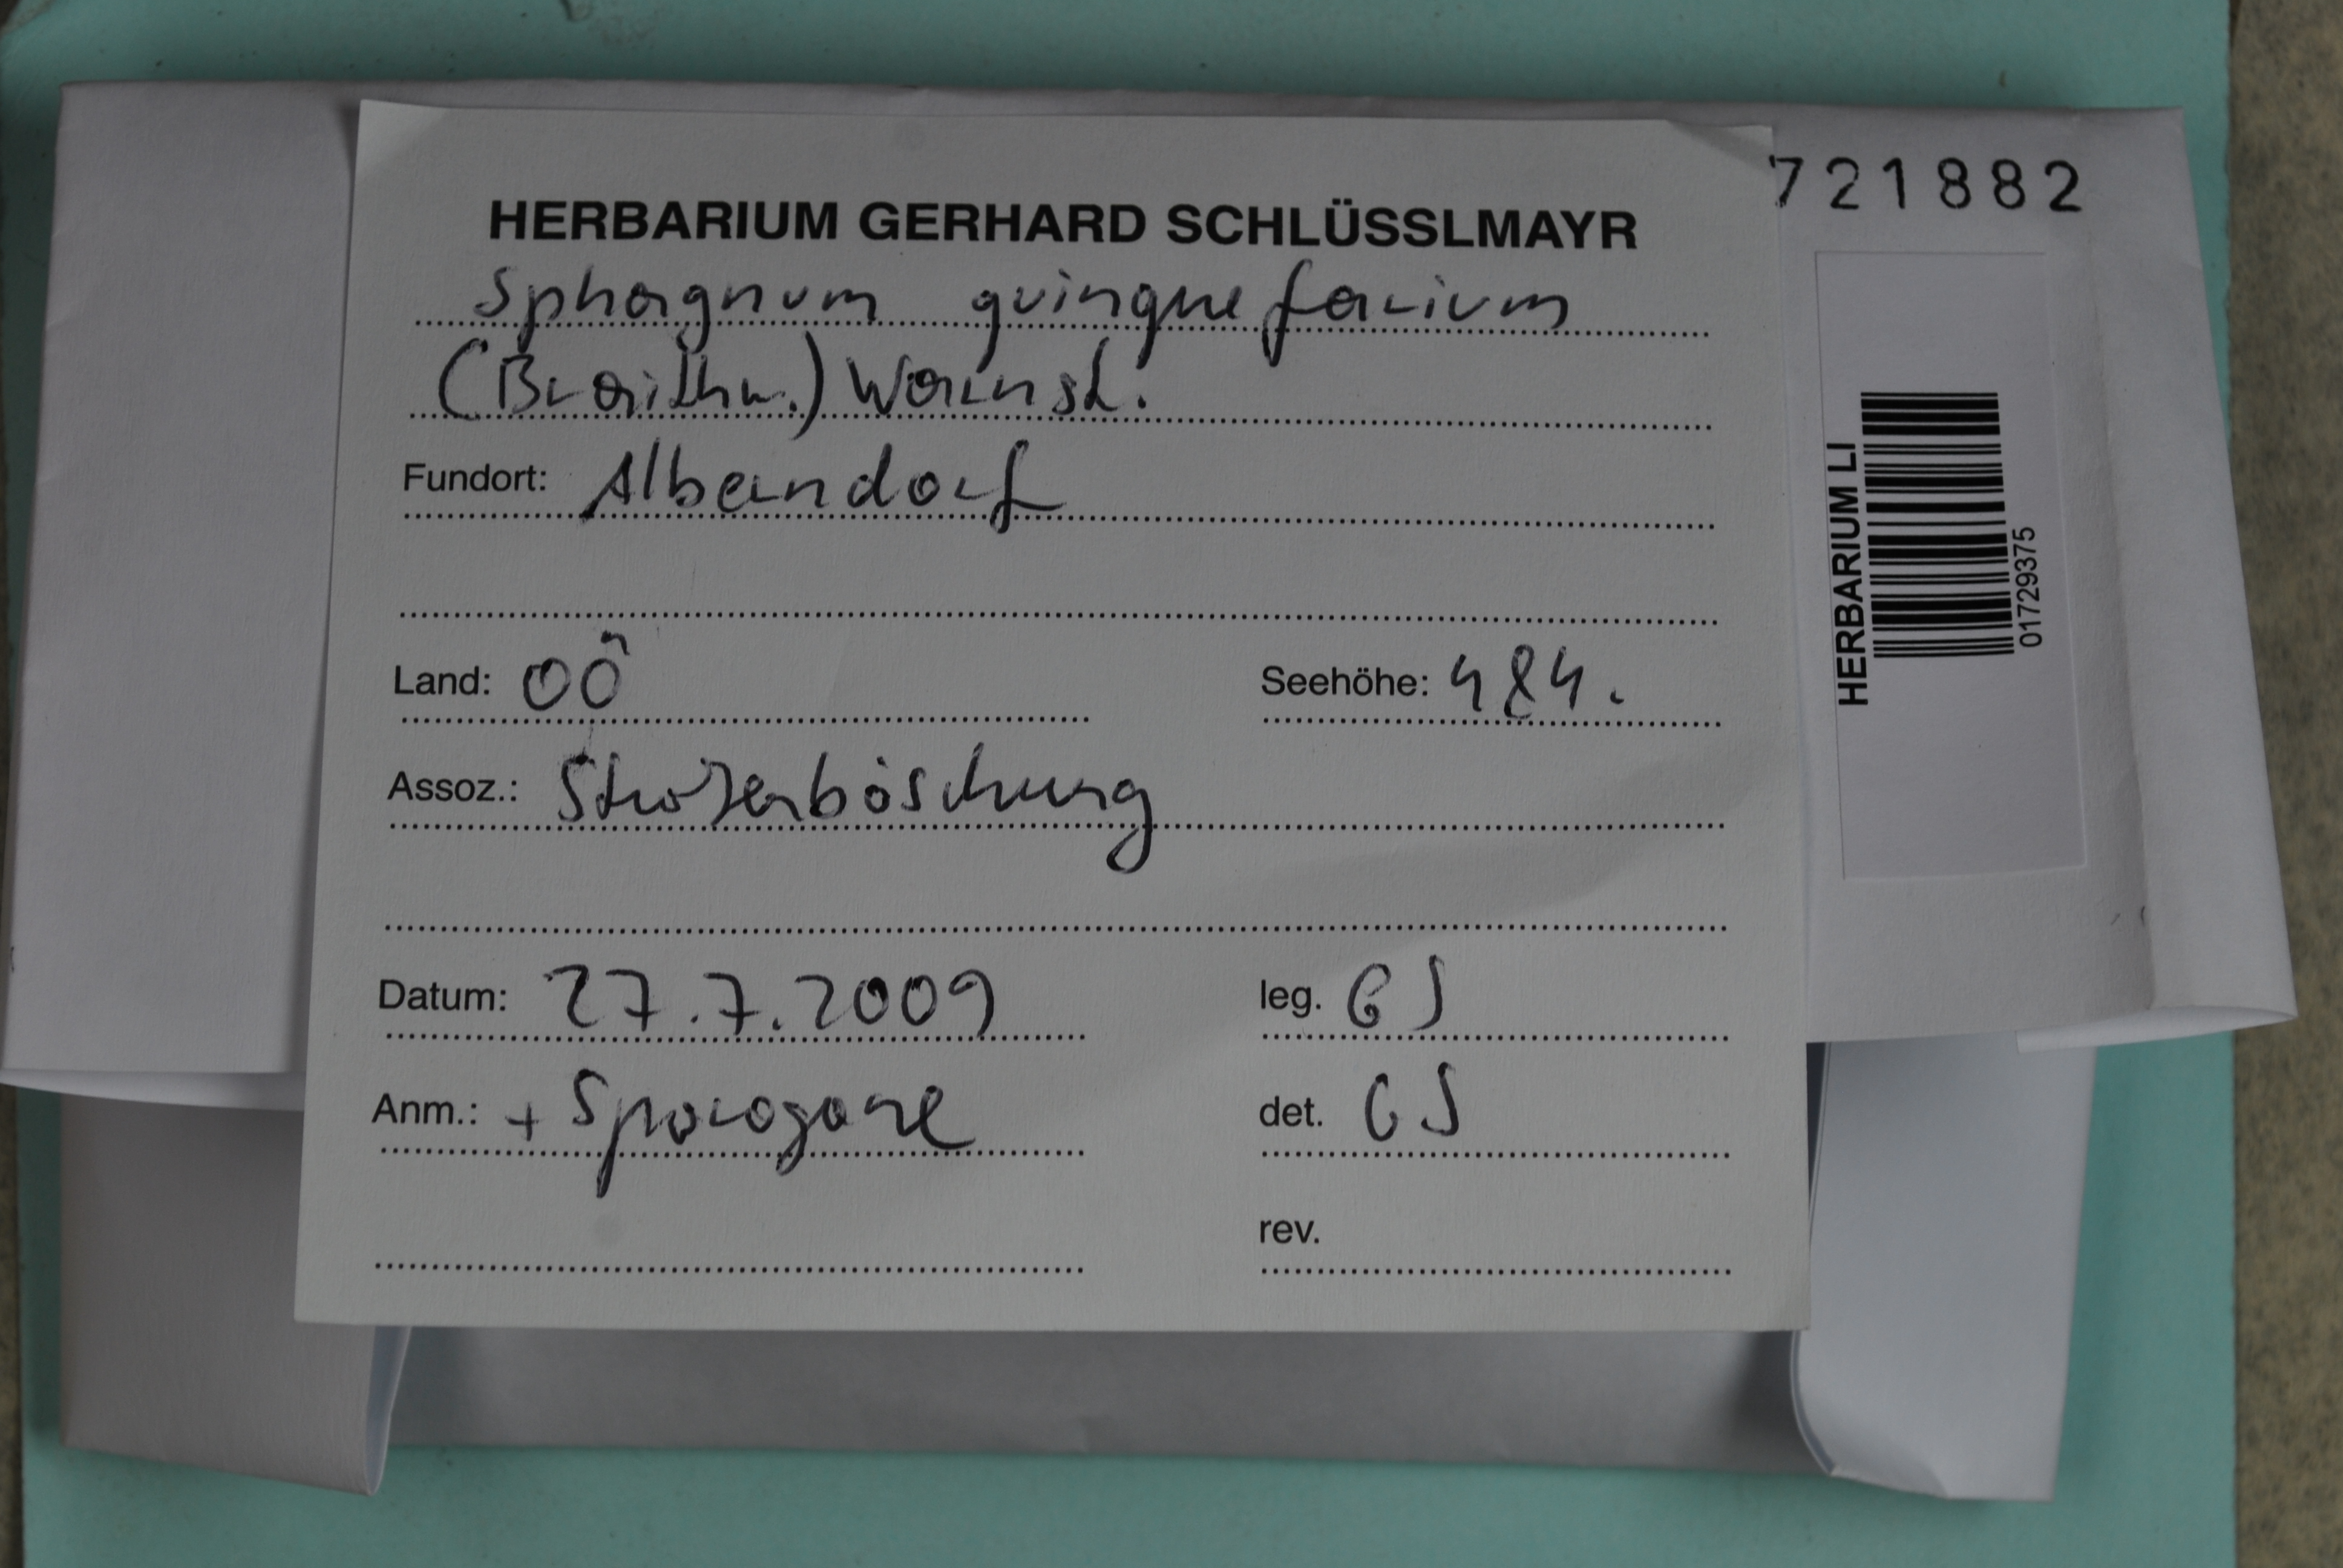 721882
HERBARIUM GERHARD SCHLÜSSLMAYR
Sphagnum quinquefarium
(Braithw.) Warnst.
Fundort: Alberndorf
Land: OÖ
Seehöhe: 484.
Assoz.: Straßenböschung
Datum: 27.7.2009
leg. GS
Anm.: + Sporogone
det. GS
rev.
HERBARIUM LI
01729375